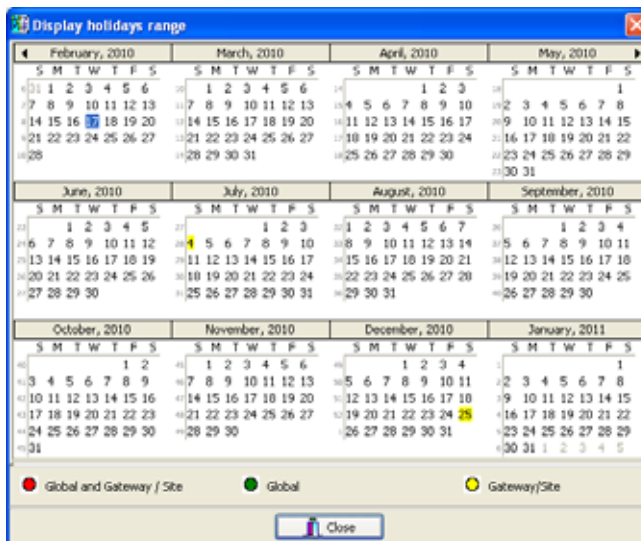 Display holidays range
February, 2010 March, 2010 April, 2010 May, 2010
S M T W T F S S M T W T F S S M T W T F S S M T W T F S
31 1 2 3 4 5 6 1 2 3 4 5 6 1 2 3 1
7 8 9 10 11 12 13 7 8 9 10 11 12 13 4 5 6 7 8 9 10 2 3 4 5 6 7 8
14 15 16 17 18 19 20 14 15 16 17 18 19 20 11 12 13 14 15 16 17 9 10 11 12 13 14 15
21 22 23 24 25 26 27 21 22 23 24 25 26 27 18 19 20 21 22 23 24 16 17 18 19 20 21 22
28 28 29 30 31 25 26 27 28 29 30 23 24 25 26 27 28 29
30 31
June, 2010 July, 2010 August, 2010 September, 2010
S M T W T F S S M T W T F S S M T W T F S S M T W T F S
1 2 3 4 5 1 2 3 1 2 3 4 5 6 7 1 2 3 4
6 7 8 9 10 11 12 4 5 6 7 8 9 10 8 9 10 11 12 13 14 5 6 7 8 9 10 11
13 14 15 16 17 18 19 11 12 13 14 15 16 17 15 16 17 18 19 20 21 12 13 14 15 16 17 18
20 21 22 23 24 25 26 18 19 20 21 22 23 24 22 23 24 25 26 27 28 19 20 21 22 23 24 25
27 28 29 30 25 26 27 28 29 30 31 29 30 31 26 27 28 29 30
October, 2010 November, 2010 December, 2010 January, 2011
S M T W T F S S M T W T F S S M T W T F S S M T W T F S
1 2 1 2 3 4 5 6 1 2 3 4 1
3 4 5 6 7 8 9 7 8 9 10 11 12 13 5 6 7 8 9 10 11 2 3 4 5 6 7 8
10 11 12 13 14 15 16 14 15 16 17 18 19 20 12 13 14 15 16 17 18 9 10 11 12 13 14 15
17 18 19 20 21 22 23 21 22 23 24 25 26 27 19 20 21 22 23 24 25 16 17 18 19 20 21 22
24 25 26 27 28 29 30 28 29 30 26 27 28 29 30 31 23 24 25 26 27 28 29
31 30 31 1 2 3 4 5
Global and Gateway / Site Global Gateway/Site
Close